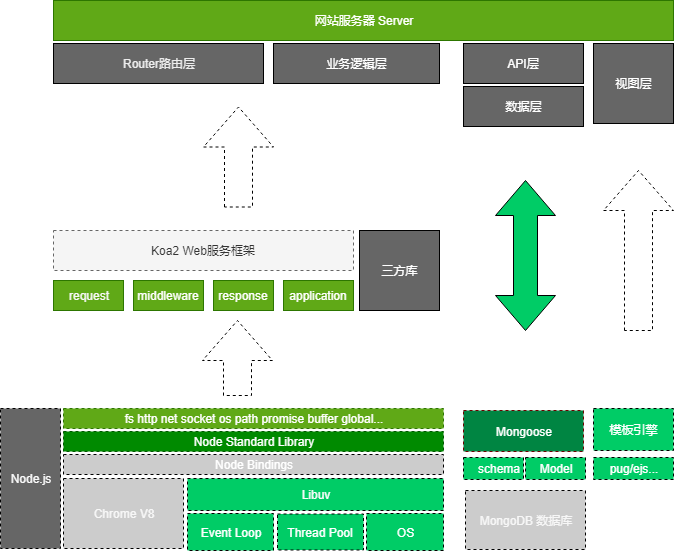 网站服务器 Server
Router路由层
业务逻辑层
API层
数据层
视图层
Koa2 Web服务框架
三方库
request
middleware
response
application
Node.js
fs http net socket os path promise buffer global...
Node Standard Library
Node Bindings
Chrome V8
Libuv
Event Loop
Thread Pool
OS
Mongoose
schema
Model
MongoDB 数据库
模板引擎
pug/ejs...